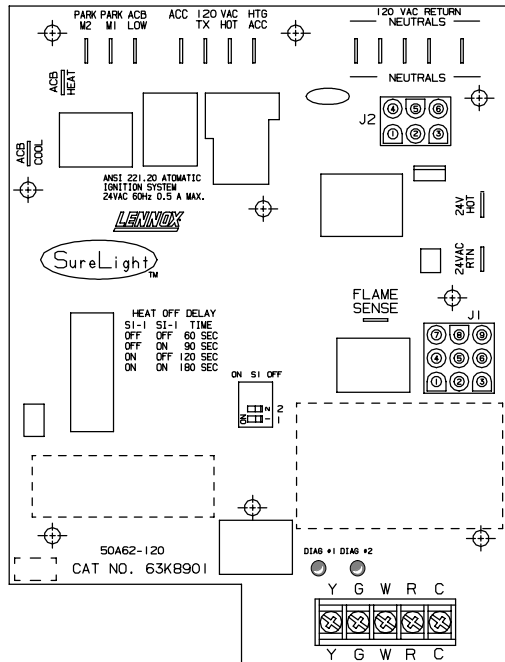 PARK M2
PARK M1
ACB LOW
ACC
120 TX
VAC HOT
HTG ACC
120 VAC RETURN
NEUTRALS
NEUTRALS
ACB HEAT
ACB COOL
J2
4 5 6
1 2 3
ANSI 221.20 ATOMATIC
IGNITION SYSTEM
24VAC 60Hz 0.5 A MAX.
LENNOX
SureLight™
24V HOT
24VAC RTN
FLAME
SENSE
J1
7 8 9
4 5 6
1 2 3
HEAT OFF DELAY
S1-1 S1-1 TIME
OFF OFF 60 SEC
OFF ON 90 SEC
ON OFF 120 SEC
ON ON 180 SEC
ON S1 OFF
2 2
ON 1 1
50A62-120
CAT NO. 63K8901
DIAG #1 DIAG #2
Y G W R C
Y G W R C